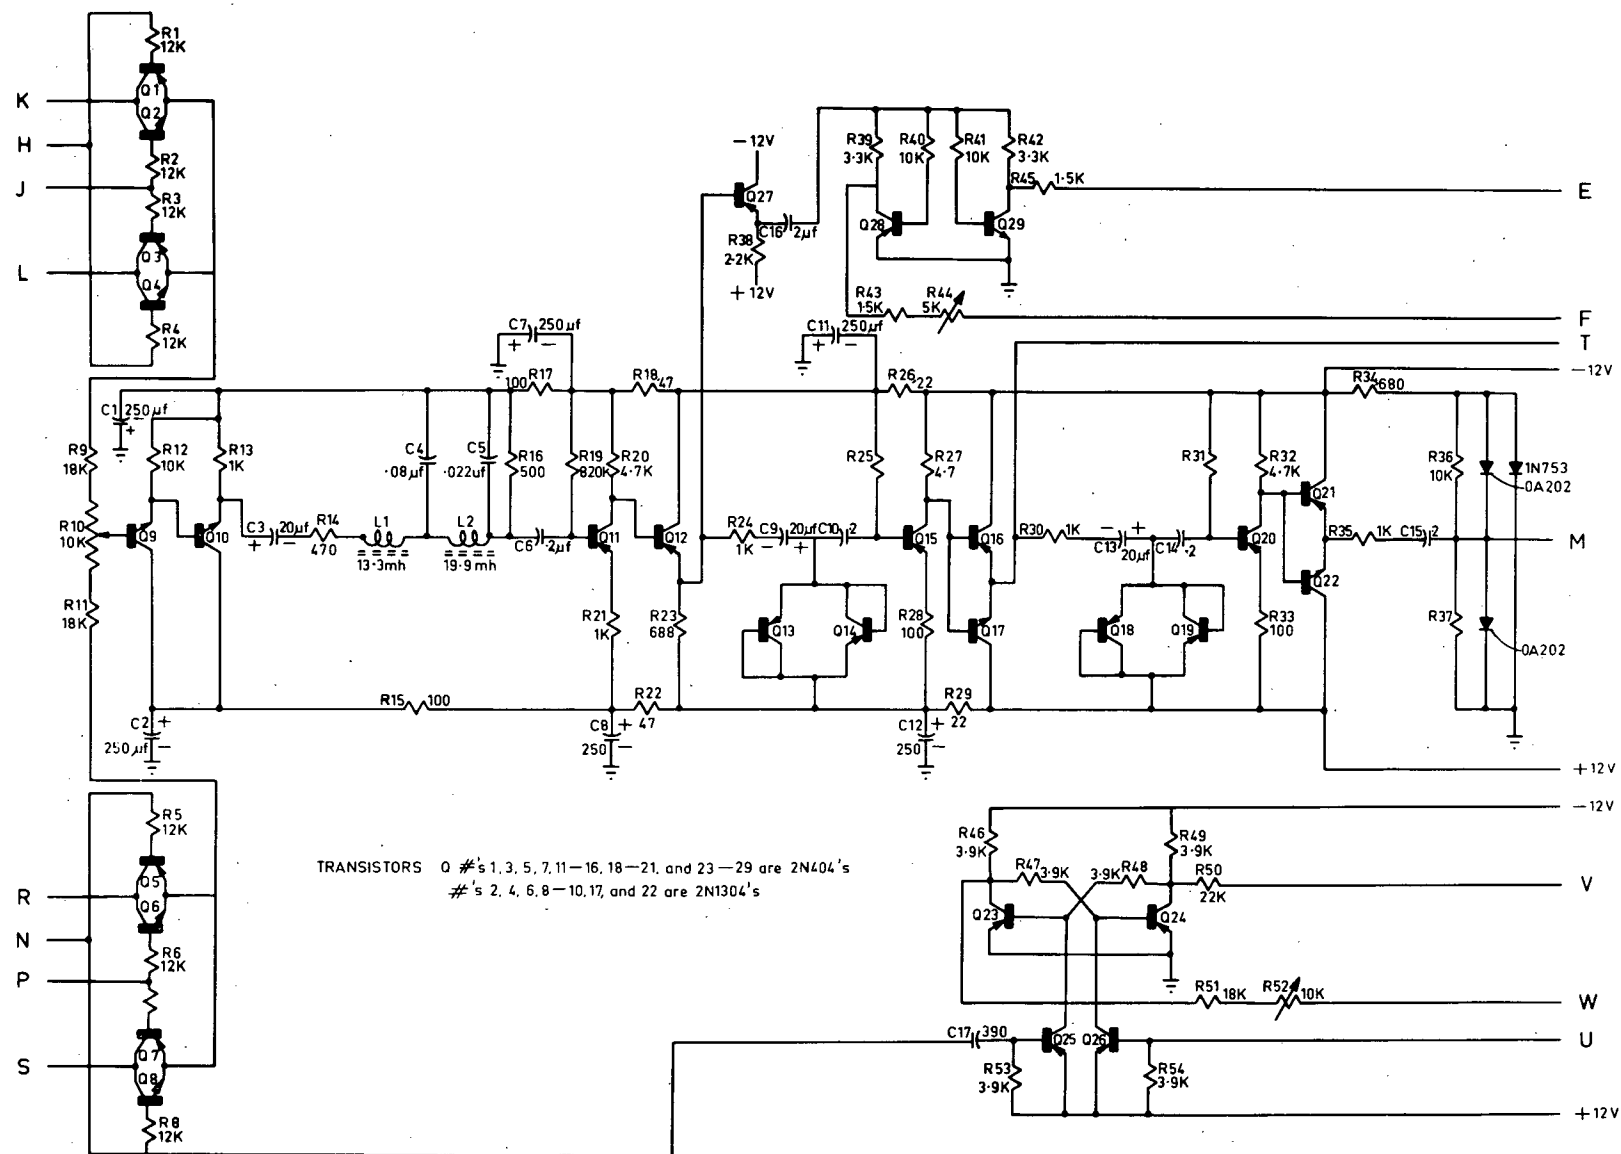 R1
12K
K
Q1
Q2
H
R2
12K
J
R3
12K
Q3
L
Q4
R4
12K
-12V
Q27
C16 2µf
R38
2·2K
+12V
R39
3·3K
R40
10K
R41
10K
R42
3·3K
R45 1·5K
E
Q28
Q29
R43
1·5K
R44
5K
F
T
-12V
C7 250µf
+ -
C11 250µf
+ -
100 R17
R18 47
R26 22
R34 680
C1 250µf
+
R9
18K
R12
10K
R13
1K
C4
·08µf
C5
·022uf
R16
500
R19
820K
R20
4·7K
R25
R27
4·7
R31
R32
4·7K
R36
10K
1N753
0A202
Q21
R10
10K
Q9
Q10
C3 20µf
+ -
R14
470
L1
13·3mh
L2
19·9mh
C6 ·2µf
Q11
Q12
R24
1K
C9 20µf
- +
C10 ·2
Q15
Q16
R30 1K
- +
C13 20µf
C14 ·2
Q20
R35 1K
C15 2
M
Q22
R11
18K
R21
1K
R23
688
Q13
Q14
R28
100
Q17
Q18
Q19
R33
100
R37
0A202
R15 100
R22
47
R29
22
C2 +
250µf -
C8 +
250 -
C12 +
250 -
+12V
-12V
R5
12K
R46
3.9K
R49
3.9K
TRANSISTORS Q #'s 1, 3, 5, 7, 11-16, 18-21, and 23-29 are 2N404's
#'s 2, 4, 6, 8-10, 17, and 22 are 2N1304's
R47 3.9K
3.9K R48
R50
22K
V
R
Q5
Q6
Q23
Q24
N
R6
12K
P
R51 18K
R52 10K
W
C17 390
Q25
Q26
U
S
Q7
Q8
R53
3.9K
R54
3.9K
+12V
R8
12K